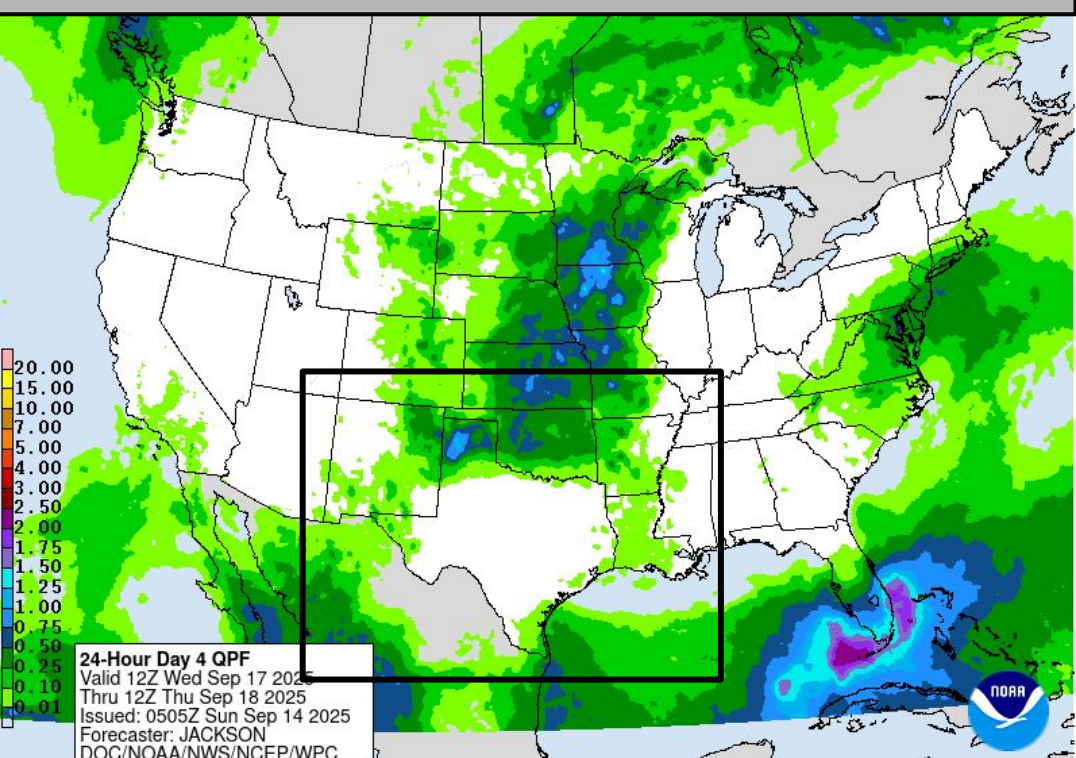 20.00
15.00
10.00
7.00
5.00
4.00
3.00
2.50
2.00
1.75
1.50
1.25
1.00
0.75
0.50
0.25
0.10
0.01
24-Hour Day 4 QPF
Valid 12Z Wed Sep 17 2025
Thru 12Z Thu Sep 18 2025
Issued: 0505Z Sun Sep 14 2025
Forecaster: JACKSON
DOC/NOAA/NWS/NCEP/WPC
NOAA